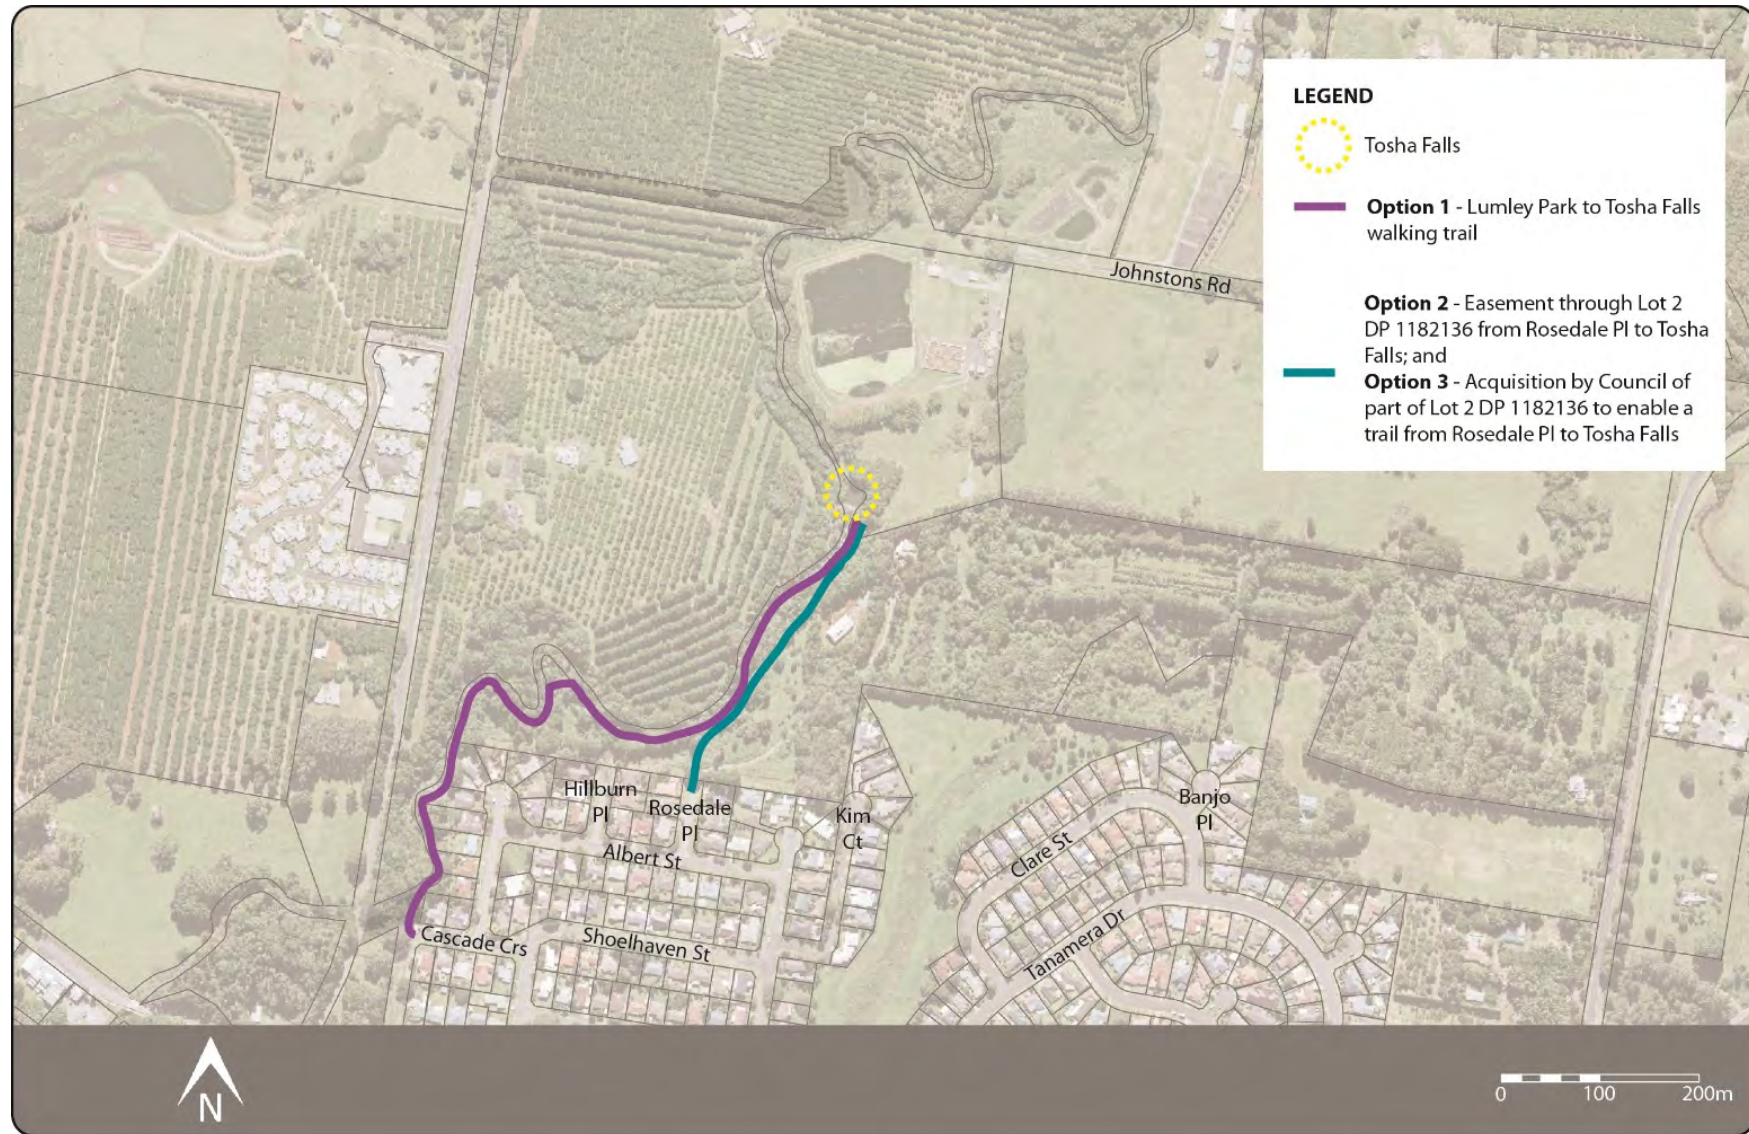 LEGEND
Tosha Falls
Option 1 - Lumley Park to Tosha Falls
walking trail
Option 2 - Easement through Lot 2
DP 1182136 from Rosedale Pl to Tosha
Falls; and
Option 3 - Acquisition by Council of
part of Lot 2 DP 1182136 to enable a
trail from Rosedale Pl to Tosha Falls
Johnstons Rd
Hillburn
Pl
Rosedale
Pl
Kim
Ct
Banjo
Pl
Albert St
Clare St
Cascade Crs
Shoelhaven St
Tanamera Dr
N
0 100 200m